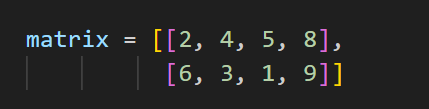 matrix = [[2, 4, 5, 8],
          [6, 3, 1, 9]]